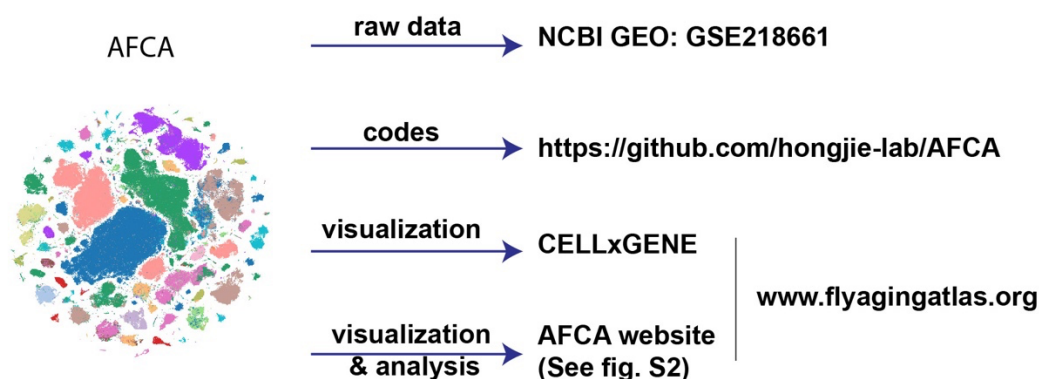 AFCA
raw data
NCBI GEO: GSE218661
codes
https://github.com/hongjie-lab/AFCA
visualization
CELLxGENE
www.flyagingatlas.org
visualization
& analysis
AFCA website
(See fig. S2)